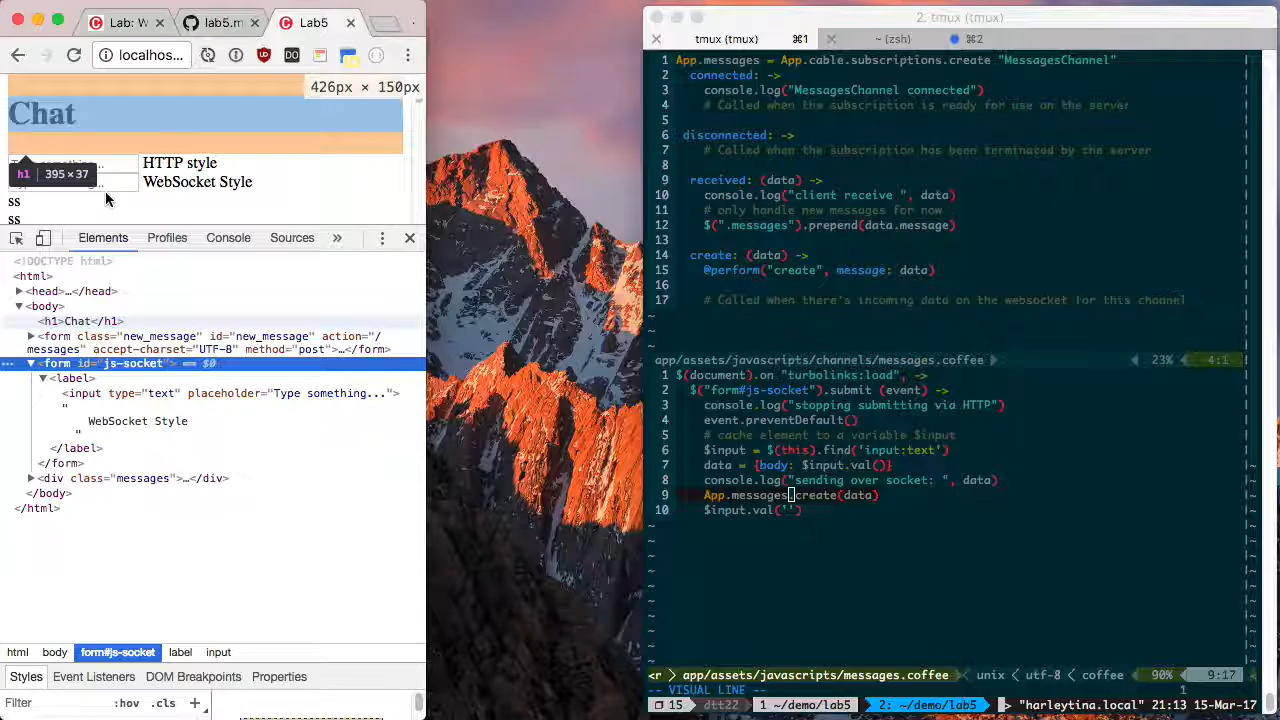 Lab: W
lab5.m
Lab5
localhos...
426px × 150px
Chat
HTTP style
h1 | 395×37
WebSocket Style
ss
ss
Elements Profiles Console Sources »
<!DOCTYPE html>
<html>
<head>…</head>
<body>
<h1>Chat</h1>
<form class="new_message" id="new_message" action="/
messages" accept-charset="UTF-8" method="post">…</form>
<form id="js-socket"> == $0
<label>
<input type="text" placeholder="Type something...">
"
WebSocket Style
"
</label>
</form>
<div class="messages">…</div>
</body>
</html>
html body form#js-socket label input
Styles Event Listeners DOM Breakpoints Properties
Filter :hov .cls +
2. tmux (tmux)
tmux (tmux) ⌘1 ~ (zsh) ⌘2
1 App.messages = App.cable.subscriptions.create "MessagesChannel"
2 connected: ->
3 console.log("MessagesChannel connected")
4 # Called when the subscription is ready for use on the server
5
6 disconnected: ->
7 # Called when the subscription has been terminated by the server
8
9 received: (data) ->
10 console.log("client receive ", data)
11 # only handle new messages for now
12 $(".messages").prepend(data.message)
13
14 create: (data) ->
15 @perform("create", message: data)
16
17 # Called when there's incoming data on the websocket for this channel
~
~
app/assets/javascripts/channels/messages.coffee 23% 4:1
1 $(document).on "turbolinks:load", ->
2 $("form#js-socket").submit (event) ->
3 console.log("stopping submitting via HTTP")
4 event.preventDefault()
5 # cache element to a variable $input
6 $input = $(this).find('input:text')
7 data = {body: $input.val()}
8 console.log("sending over socket: ", data)
9 App.messages.create(data)
10 $input.val('')
~
~
~
~
~
~
~
~
~
~
<r app/assets/javascripts/messages.coffee unix < utf-8 < coffee 90% 9:17
-- VISUAL LINE -- 1
15 dtt22 1 ~/demo/lab5 2: ~/demo/lab5 "harleytina.local" 21:13 15-Mar-17